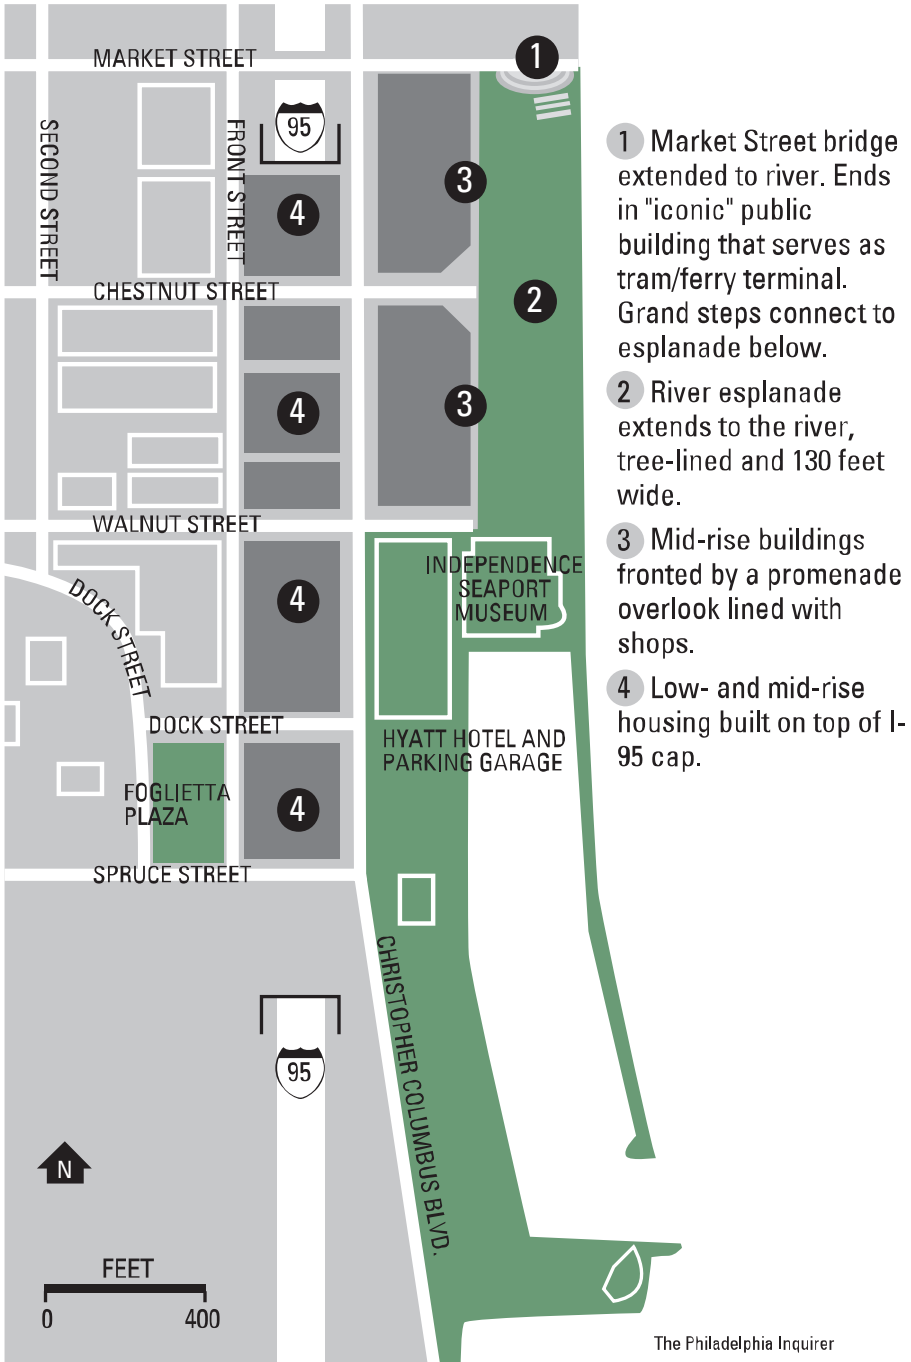 MARKET STREET
1
95
SECOND STREET
FRONT STREET
3
4
CHESTNUT STREET
2
4
3
WALNUT STREET
INDEPENDENCE
SEAPORT
MUSEUM
DOCK STREET
4
DOCK STREET
HYATT HOTEL AND
PARKING GARAGE
FOGLIETTA
PLAZA
4
SPRUCE STREET
CHRISTOPHER COLUMBUS BLVD.
95
N
FEET
0 400
1 Market Street bridge
extended to river. Ends
in "iconic" public
building that serves as
tram/ferry terminal.
Grand steps connect to
esplanade below.
2 River esplanade
extends to the river,
tree-lined and 130 feet
wide.
3 Mid-rise buildings
fronted by a promenade
overlook lined with
shops.
4 Low- and mid-rise
housing built on top of I-
95 cap.
The Philadelphia Inquirer